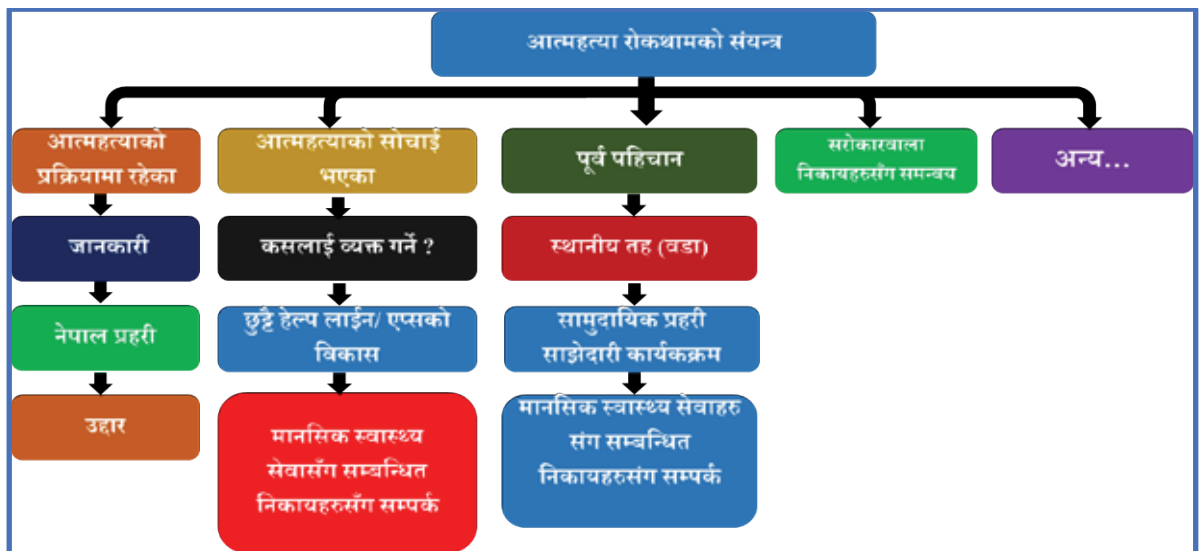 आत्महत्या रोकथामको संयन्त्र
आत्महत्याको
प्रक्रियामा रहेका
जानकारी
नेपाल प्रहरी
उद्दार
आत्महत्याको सोचाई
भएका
कसलाई व्यक्त गर्ने ?
छुट्टै हेल्प लाईन/ एप्सको
विकास
मानसिक स्वास्थ्य
सेवासँग सम्बन्धित
निकायहरुसँग सम्पर्क
पूर्व पहिचान
स्थानीय तह (वडा)
सामुदायिक प्रहरी
साझेदारी कार्यकक्रम
मानसिक स्वास्थ्य सेवाहरु
संग सम्बन्धित
निकायहरुसंग सम्पर्क
सरोकारवाला
निकायहरुसँग समन्वय
अन्य...